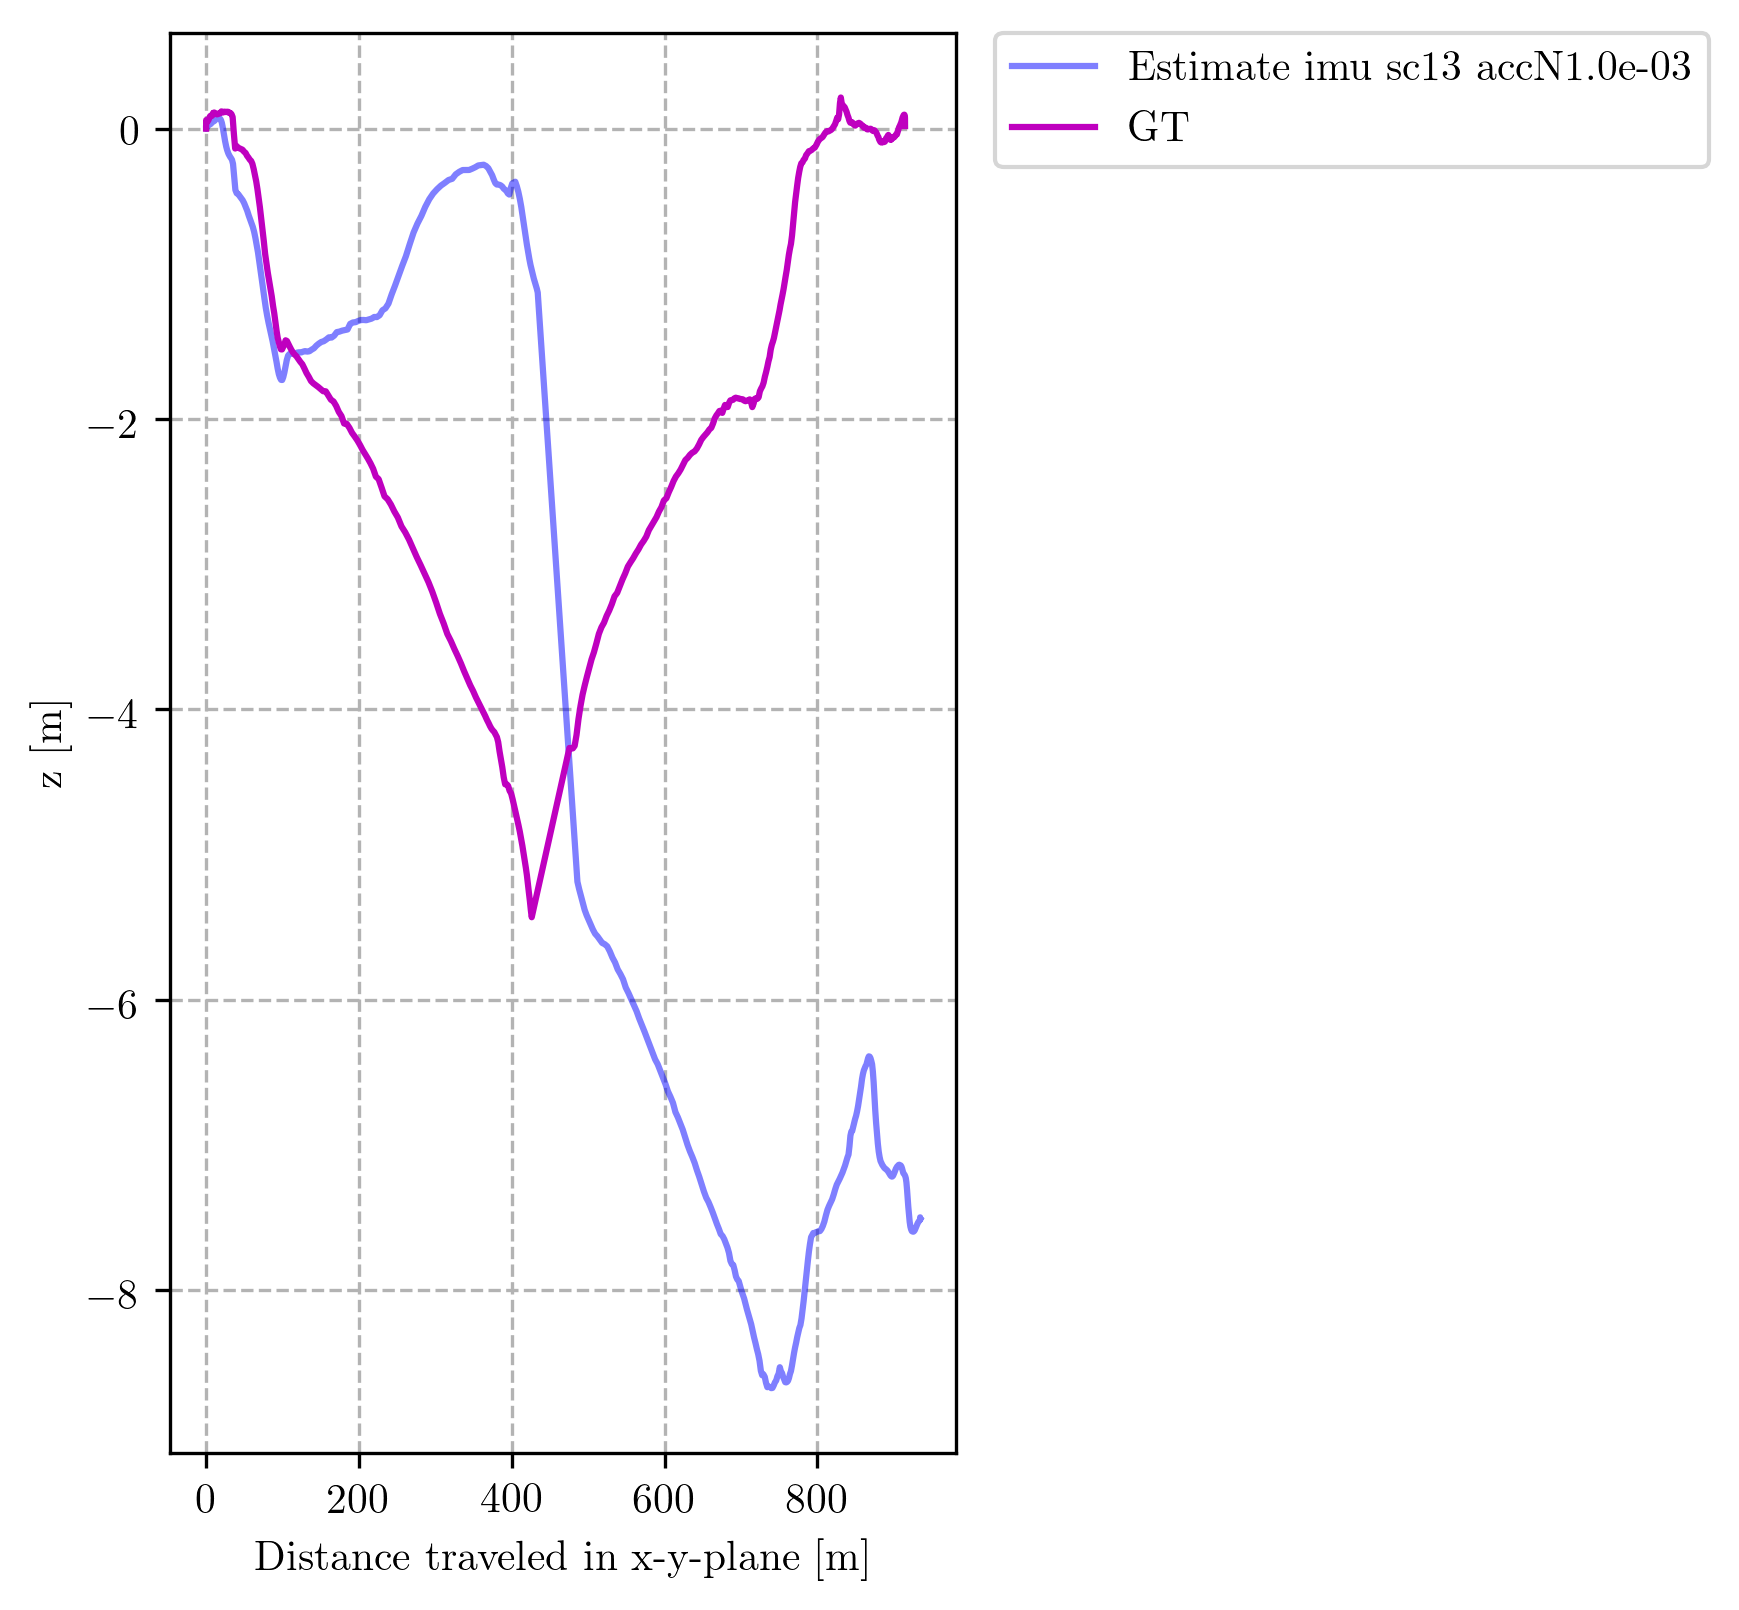 Estimate imu sc13 accN1.0e-03
GT
0
−2
−4
−6
−8
z [m]
0 200 400 600 800
Distance traveled in x-y-plane [m]